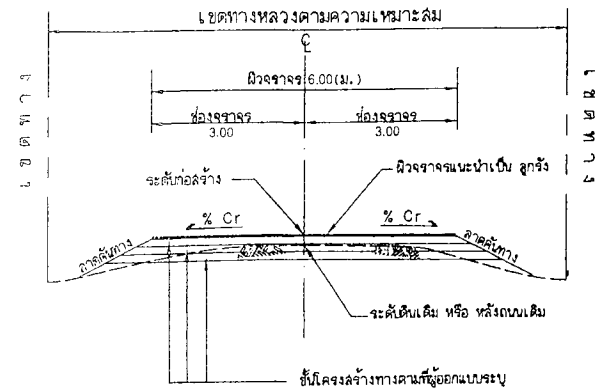 เขตทางหลวงตามความเหมาะสม
℄
ผิวจราจร 6.00 (ม.)
ช่องจราจร ช่องจราจร
3.00 3.00
เขตทาง
เขตทาง
ระดับก่อสร้าง
ผิวจราจรแนะนำเป็น ลูกรัง
% Cr % Cr
ลาดคันทาง ลาดคันทาง
ระดับดินเดิม หรือ หลังถนนเดิม
ชั้นโครงสร้างทางตามที่ผู้ออกแบบระบุ